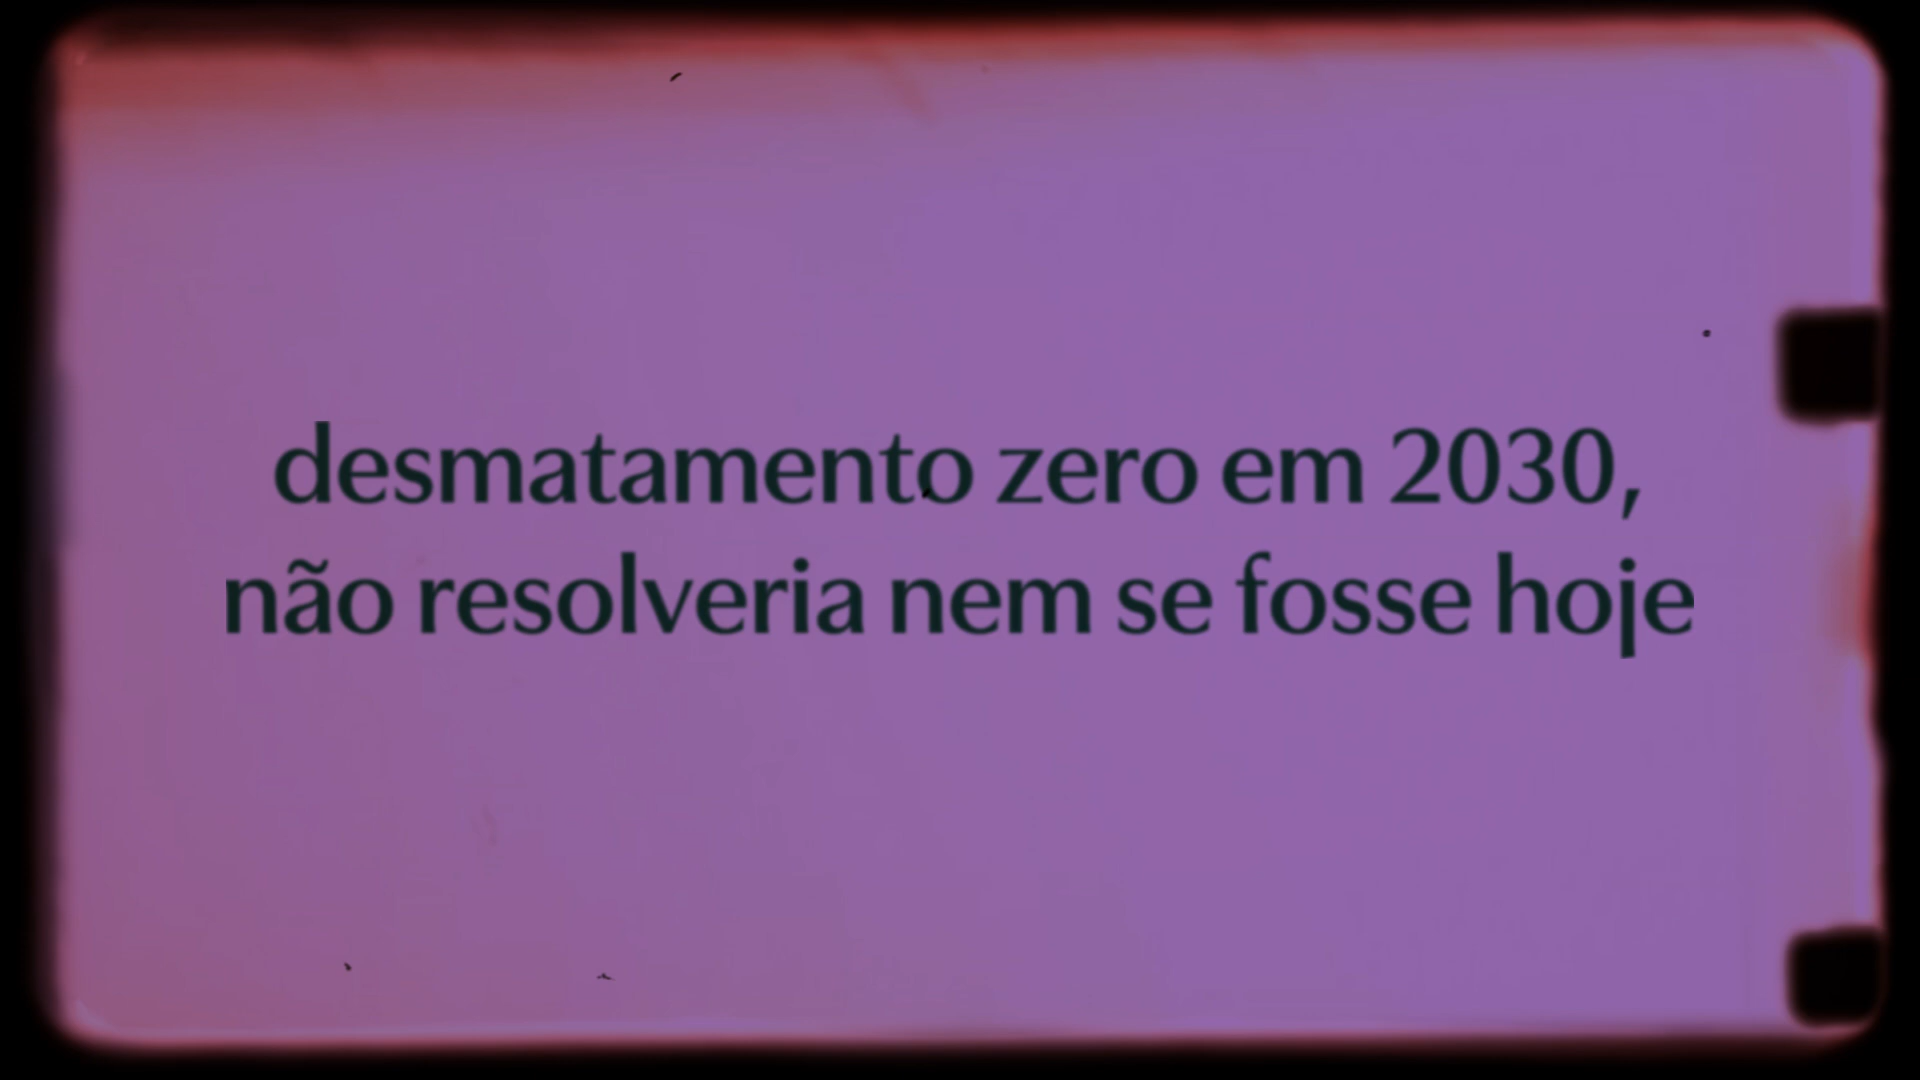 desmatamento zero em 2030,
não resolveria nem se fosse hoje